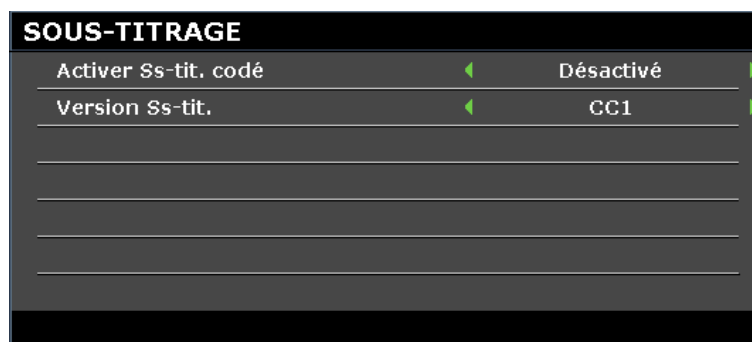 SOUS-TITRAGE
Activer Ss-tit. codé Désactivé
Version Ss-tit. CC1